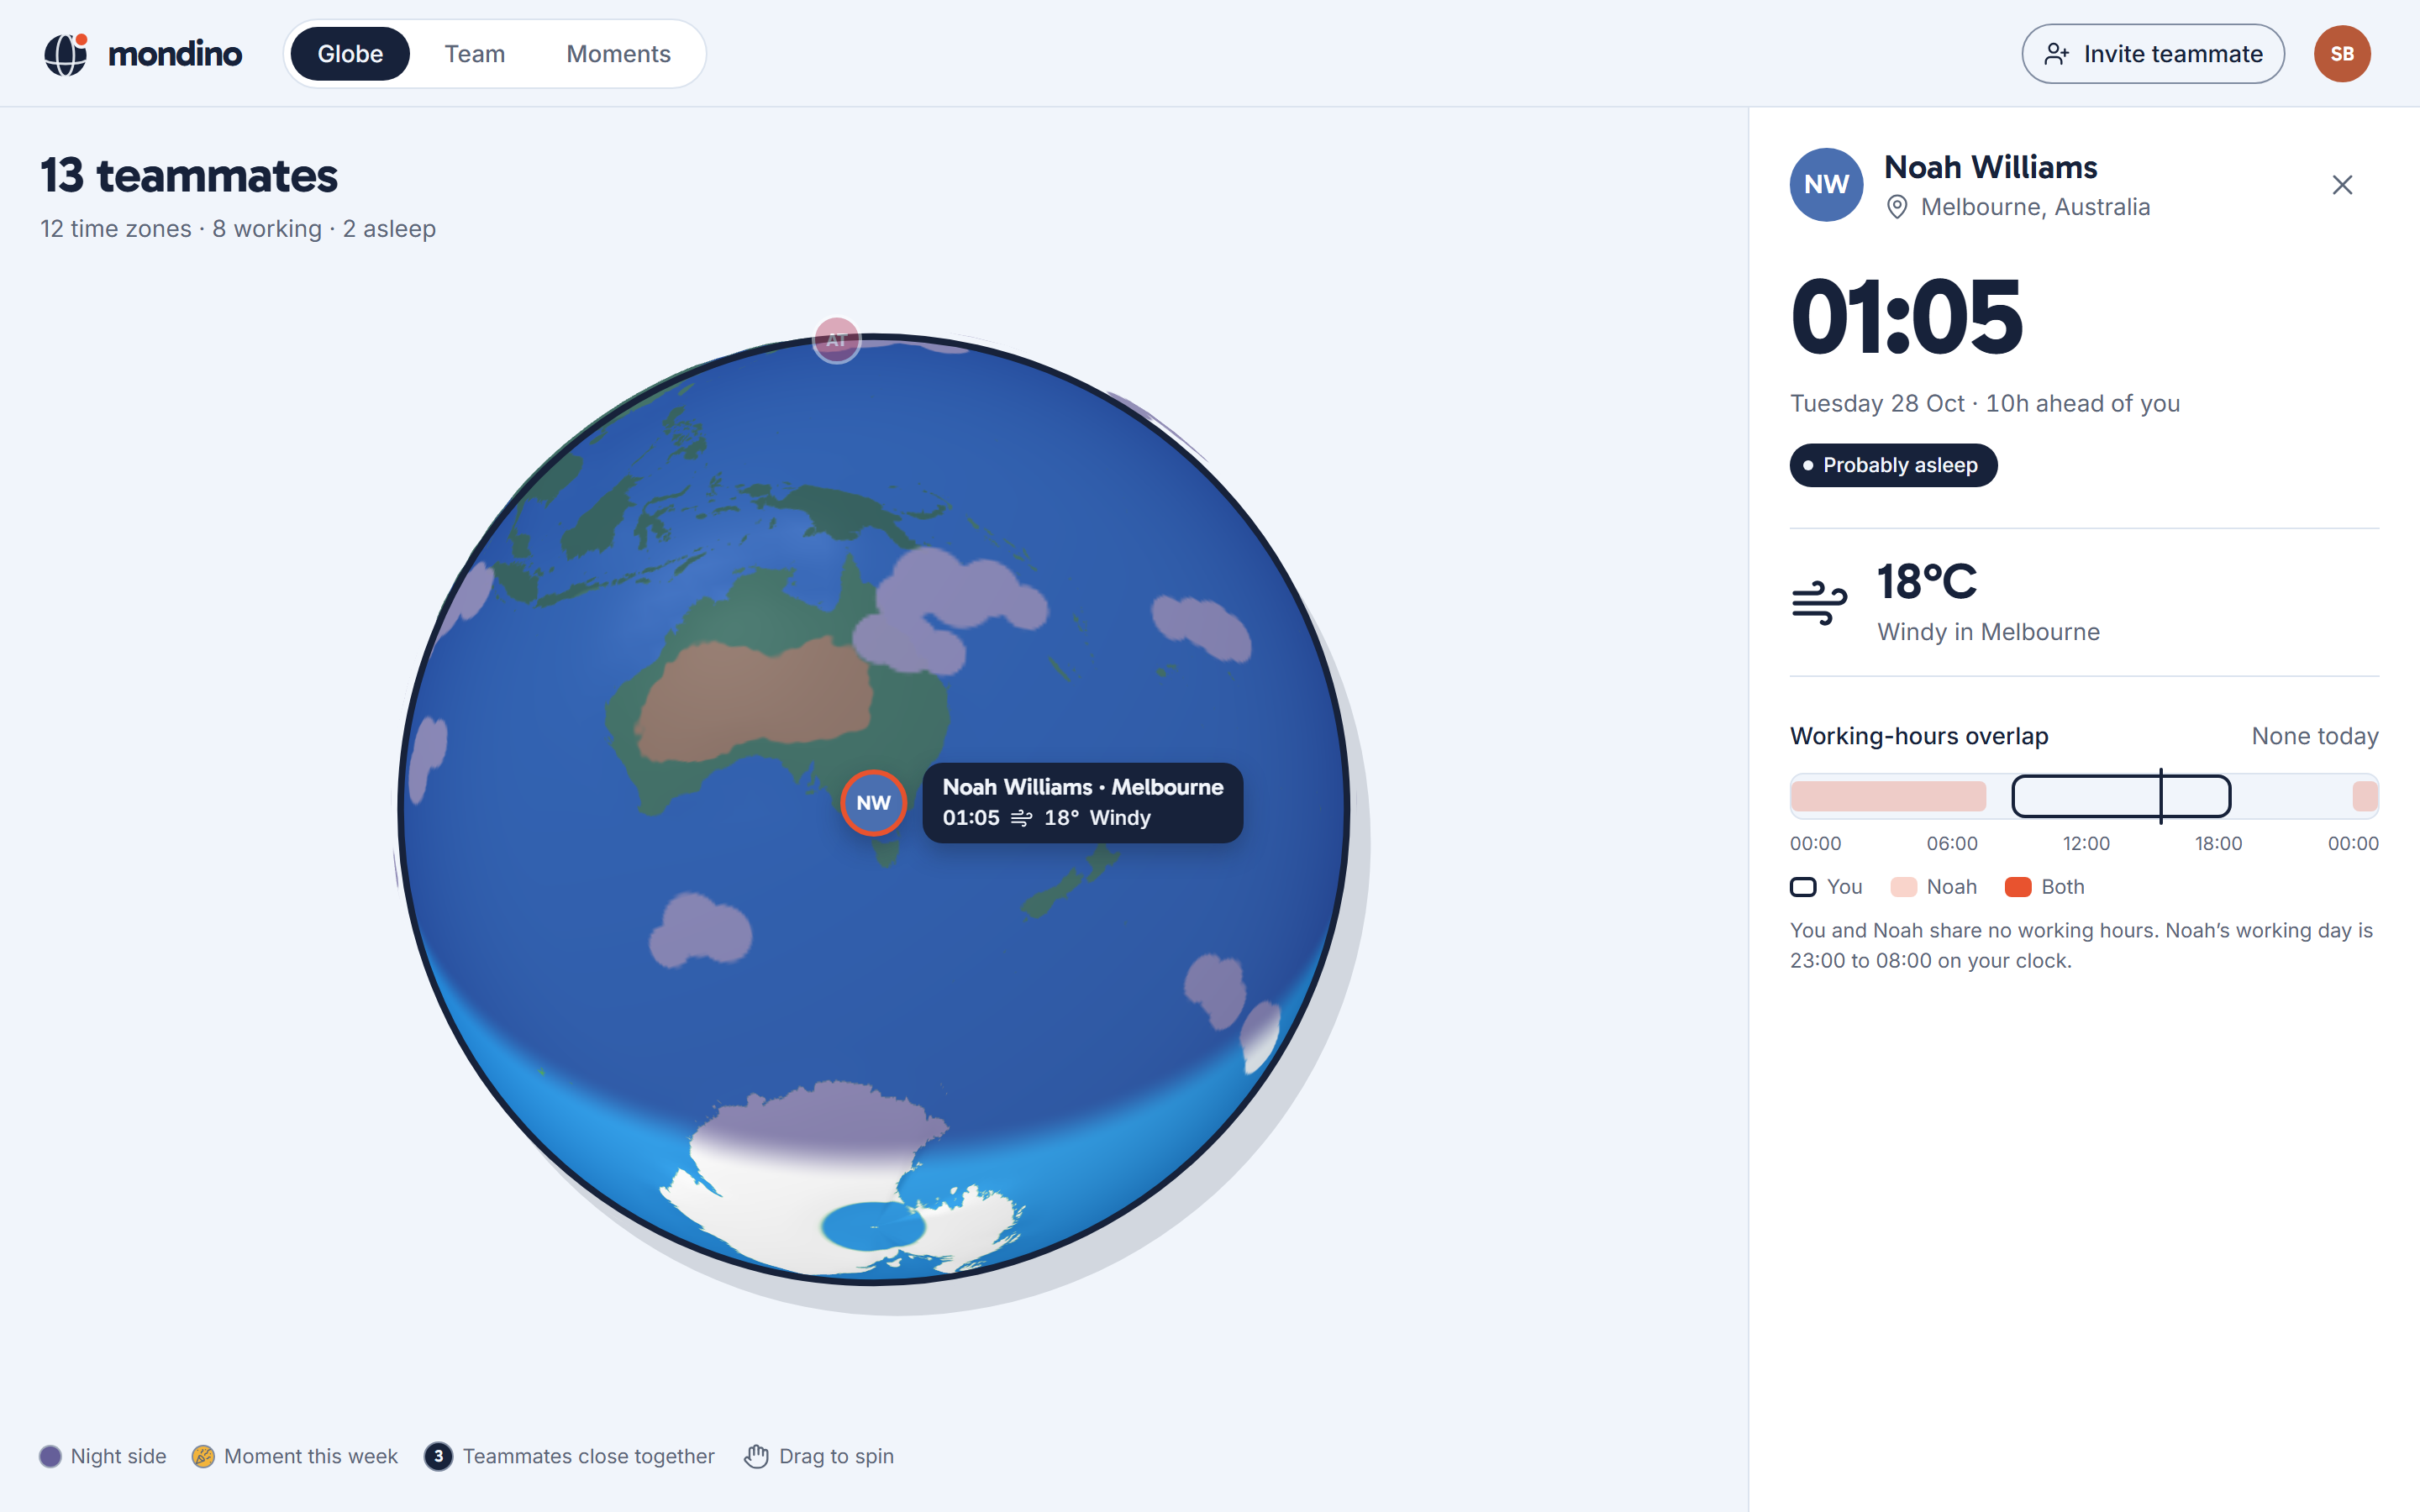 mondino
Globe
Team
Moments
Invite teammate
SB
13 teammates
12 time zones · 8 working · 2 asleep
AT
NW
Noah Williams · Melbourne
01:05 18° Windy
Night side
Moment this week
3
Teammates close together
Drag to spin
NW
Noah Williams
Melbourne, Australia
01:05
Tuesday 28 Oct · 10h ahead of you
Probably asleep
18°C
Windy in Melbourne
Working-hours overlap
None today
00:00 06:00 12:00 18:00 00:00
You Noah Both
You and Noah share no working hours. Noah’s working day is
23:00 to 08:00 on your clock.